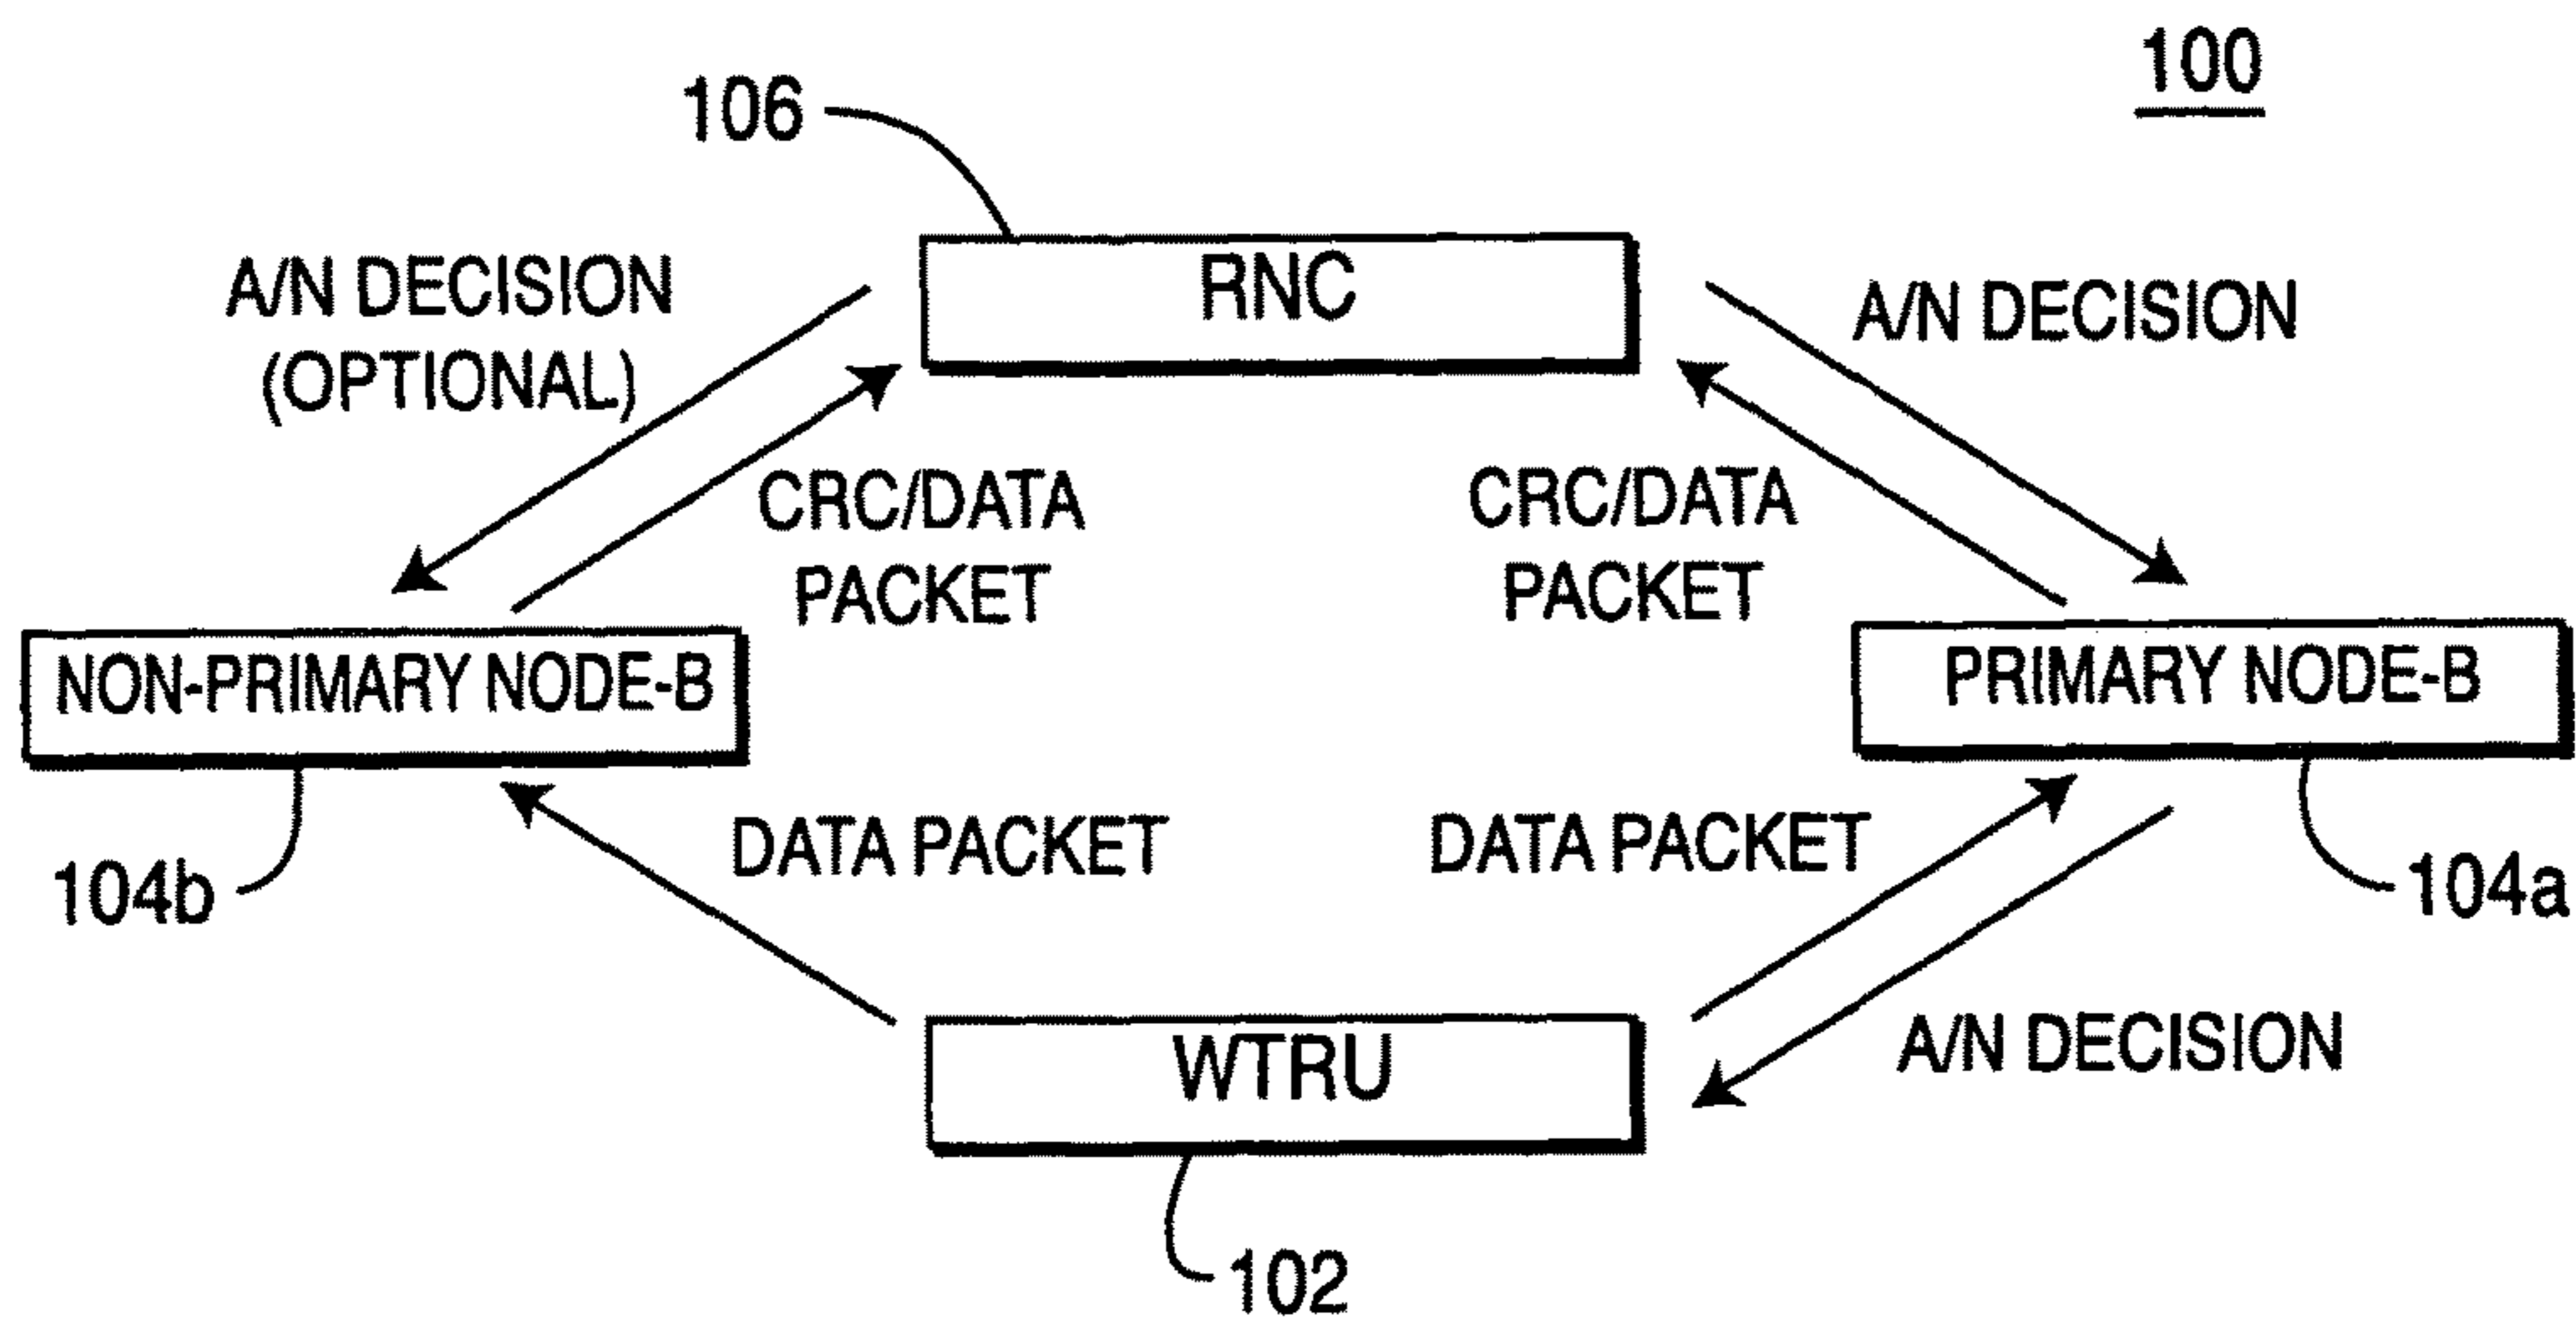 100
106
RNC
A/N DECISION
(OPTIONAL)
A/N DECISION
CRC/DATA
PACKET
CRC/DATA
PACKET
NON-PRIMARY NODE-B
PRIMARY NODE-B
104b
DATA PACKET
DATA PACKET
104a
A/N DECISION
WTRU
102